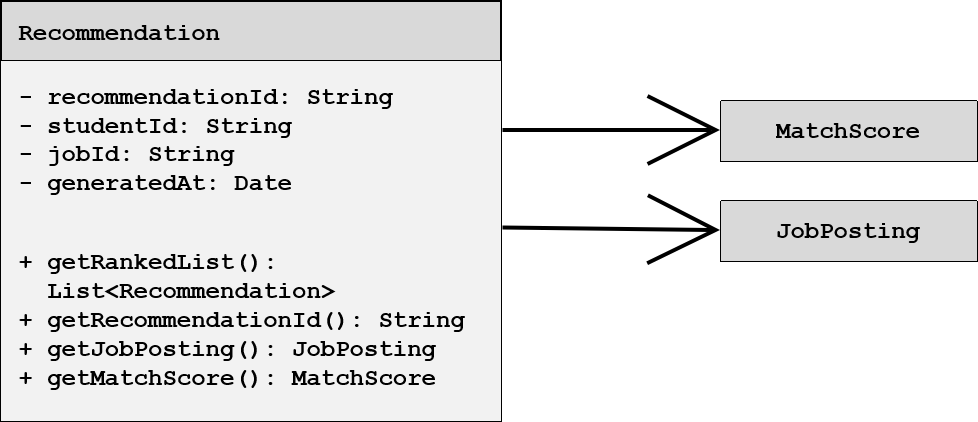 Recommendation
- recommendationId: String
- studentId: String
- jobId: String
- generatedAt: Date
+ getRankedList():
List<Recommendation>
+ getRecommendationId(): String
+ getJobPosting(): JobPosting
+ getMatchScore(): MatchScore
MatchScore
JobPosting